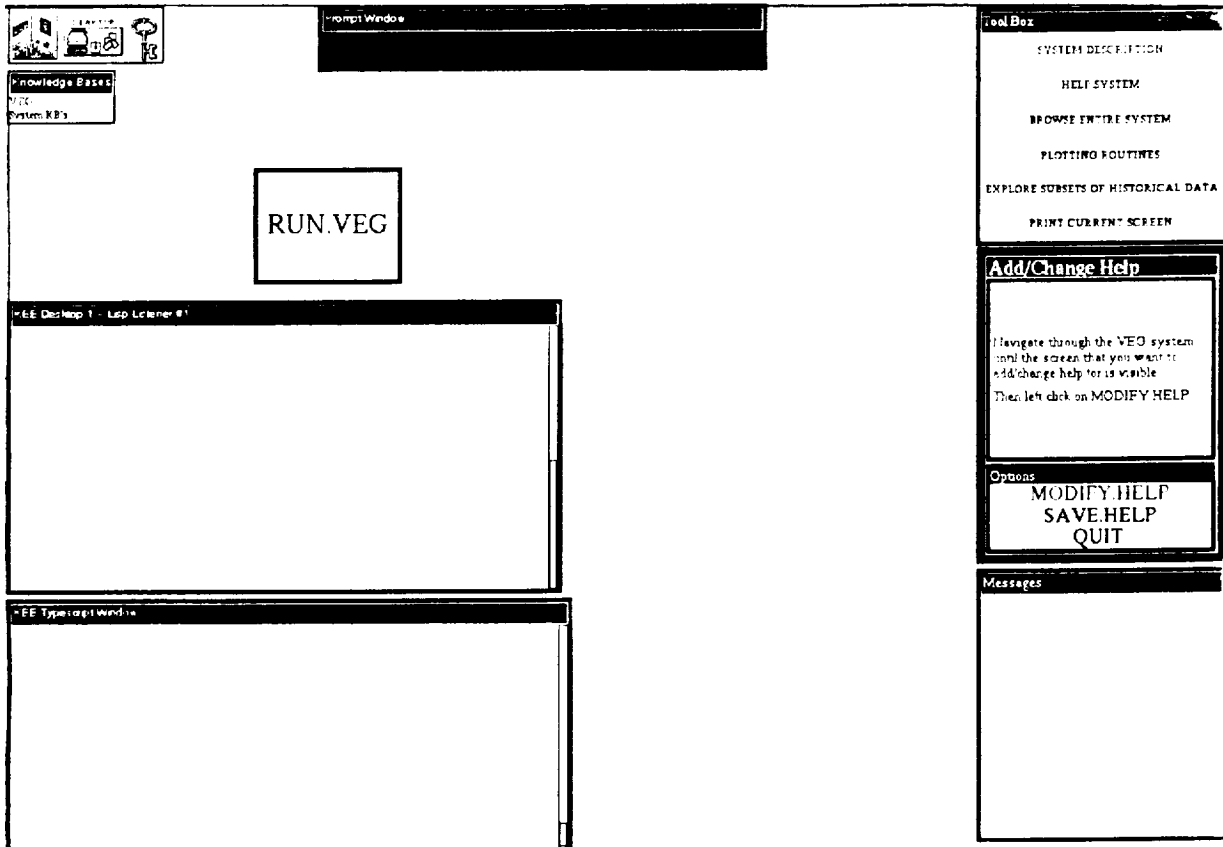 DESKTOP
Prompt Window
Knowledge Bases
VEG
System KB's
RUN.VEG
KEE Desktop 1 - Lisp Listener #1
KEE Typescript Window
Tool Box
SYSTEM DESCRIPTION
HELP SYSTEM
BROWSE ENTIRE SYSTEM
PLOTTING ROUTINES
EXPLORE SUBSETS OF HISTORICAL DATA
PRINT CURRENT SCREEN
Add/Change Help
Navigate through the VEG system
until the screen that you want to
add/change help for is visible
Then left click on MODIFY HELP
Options
MODIFY.HELP
SAVE.HELP
QUIT
Messages